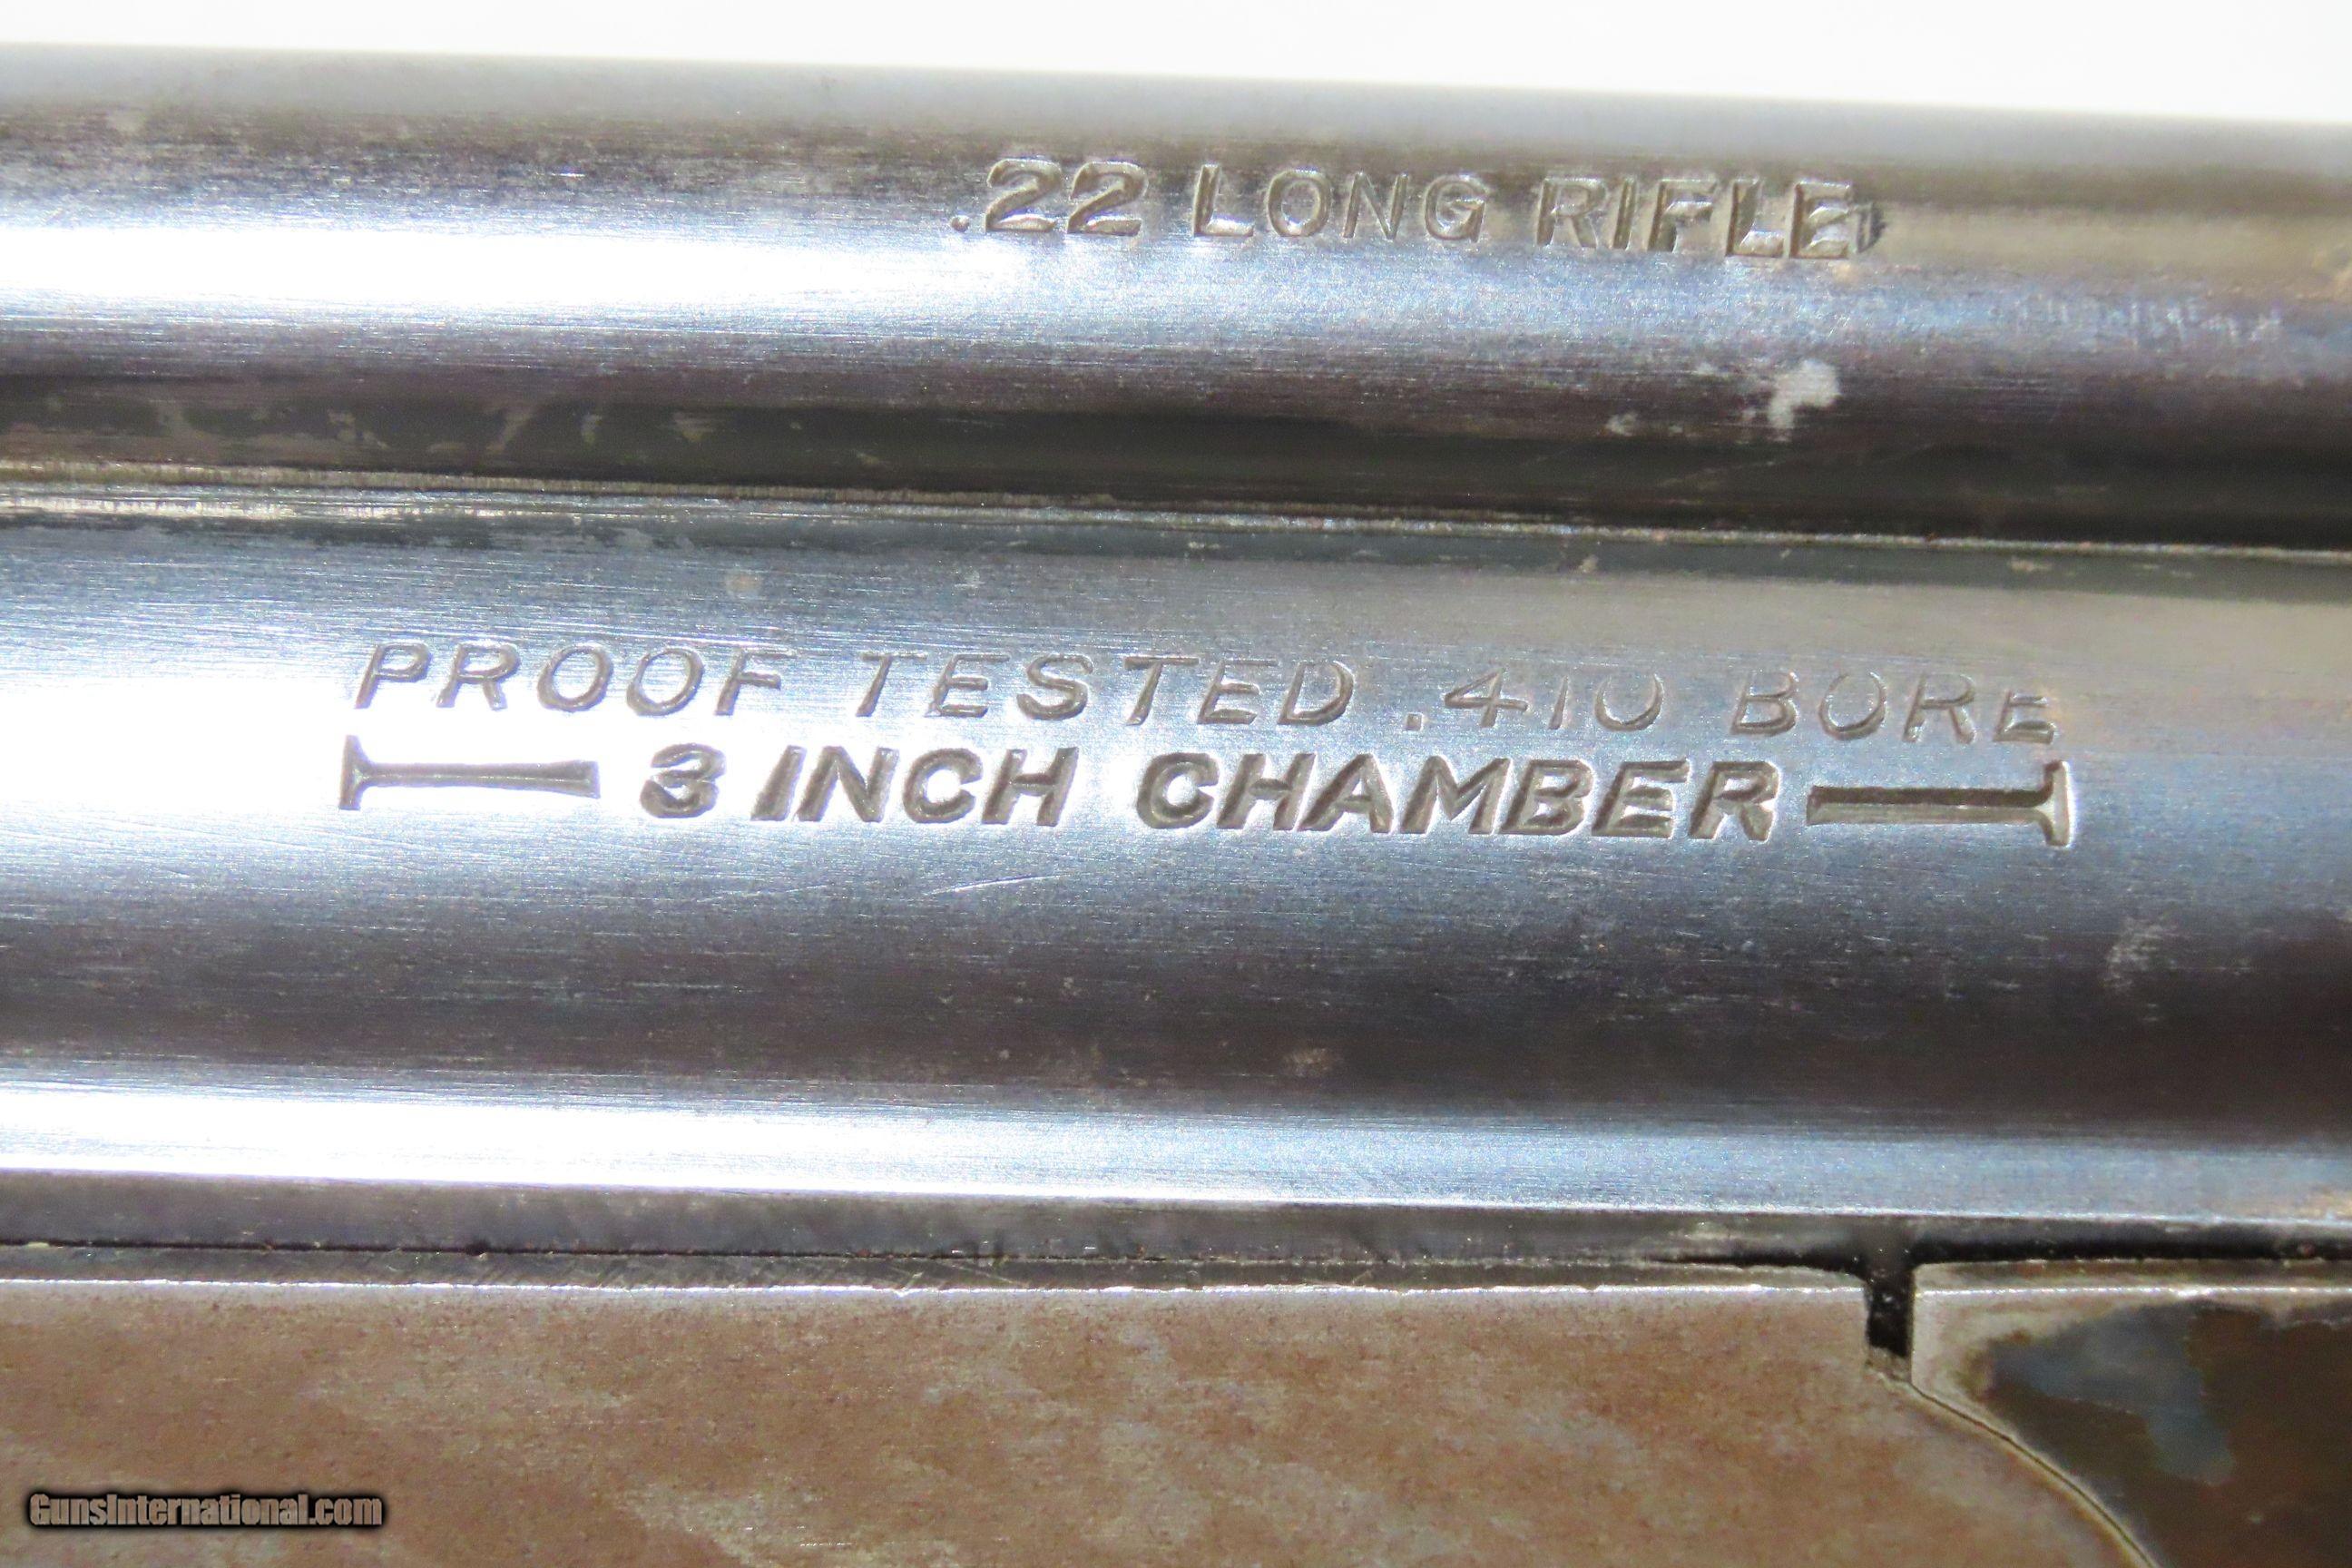 .22 LONG RIFLE
PROOF TESTED .410 BORE
3 INCH CHAMBER
GunsInternational.com